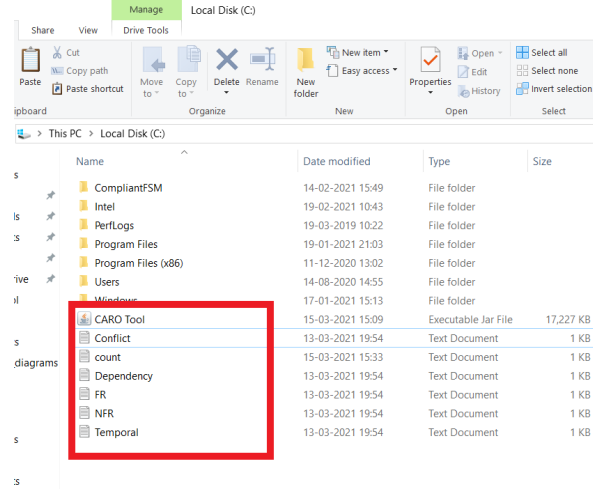 Manage Local Disk (C:)
Share View Drive Tools
Paste Cut Copy path Paste shortcut Move to Copy to Delete Rename New folder New item Easy access Properties Open Edit History Select all Select none Invert selection
ipboard Organize New Open Select
This PC > Local Disk (C:)
Name Date modified Type Size
CompliantFSM 14-02-2021 15:49 File folder
Intel 19-02-2021 10:43 File folder
PerfLogs 19-03-2019 10:22 File folder
Program Files 19-01-2021 21:03 File folder
Program Files (x86) 11-12-2020 13:02 File folder
Users 14-08-2020 14:55 File folder
Windows 17-01-2021 15:13 File folder
CARO Tool 15-03-2021 15:09 Executable Jar File 17,227 KB
Conflict 13-03-2021 19:54 Text Document 1 KB
count 15-03-2021 15:33 Text Document 1 KB
diagrams
Dependency 13-03-2021 19:54 Text Document 1 KB
FR 13-03-2021 19:54 Text Document 1 KB
NFR 13-03-2021 19:54 Text Document 1 KB
Temporal 13-03-2021 19:54 Text Document 1 KB